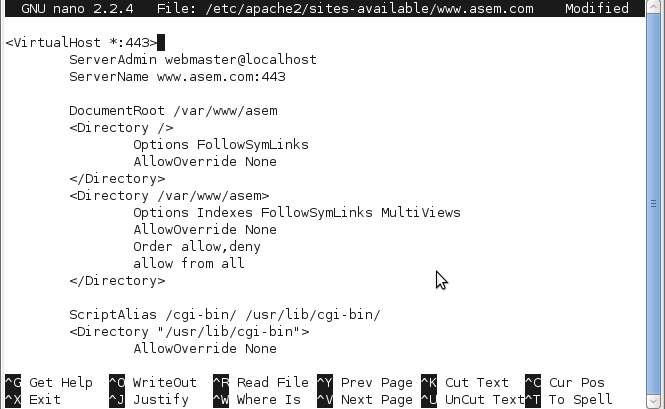 GNU nano 2.2.4   File: /etc/apache2/sites-available/www.asem.com   Modified
<VirtualHost *:443>
        ServerAdmin webmaster@localhost
        ServerName www.asem.com:443
        DocumentRoot /var/www/asem
        <Directory />
                Options FollowSymLinks
                AllowOverride None
        </Directory>
        <Directory /var/www/asem>
                Options Indexes FollowSymLinks MultiViews
                AllowOverride None
                Order allow,deny
                allow from all
        </Directory>
        ScriptAlias /cgi-bin/ /usr/lib/cgi-bin/
        <Directory "/usr/lib/cgi-bin">
                AllowOverride None
^G Get Help  ^O WriteOut  ^R Read File ^Y Prev Page ^K Cut Text  ^C Cur Pos
^X Exit      ^J Justify   ^W Where Is  ^V Next Page ^U UnCut Text^T To Spell